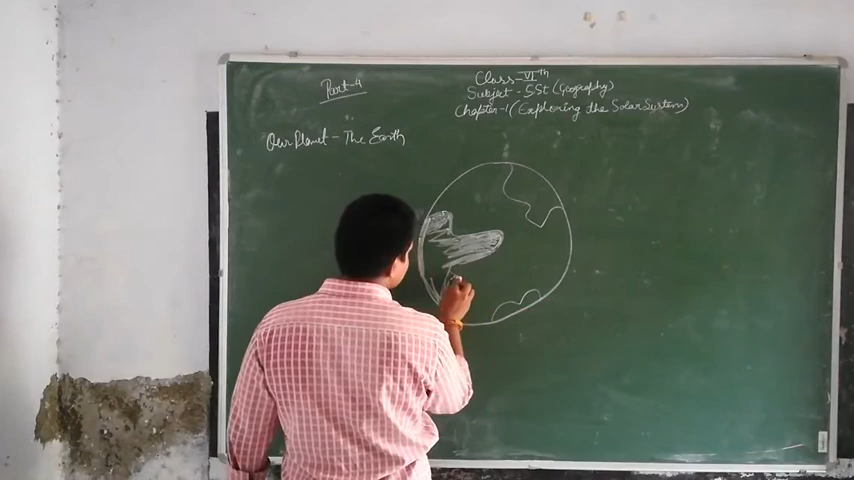 Part-4
Class-VIth
Subject - SSt (Geography)
Chapter-1 (Exploring the Solar System)
Our Planet - The Earth